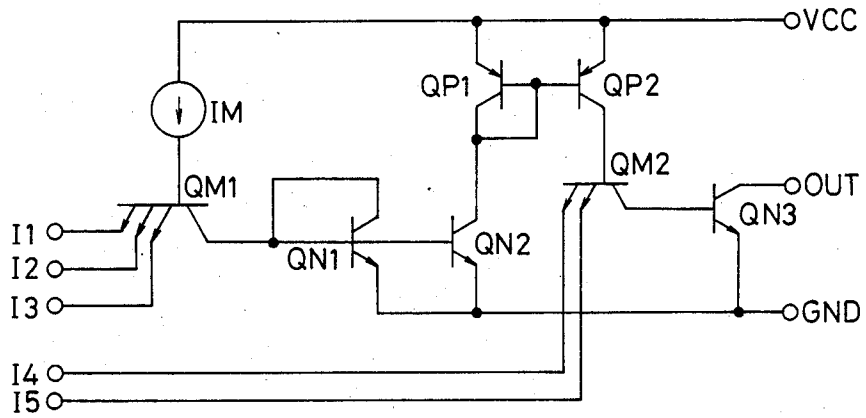 VCC
QP1
QP2
IM
QM1
QM2
OUT
I1
QN3
I2
QN1
QN2
I3
GND
I4
I5